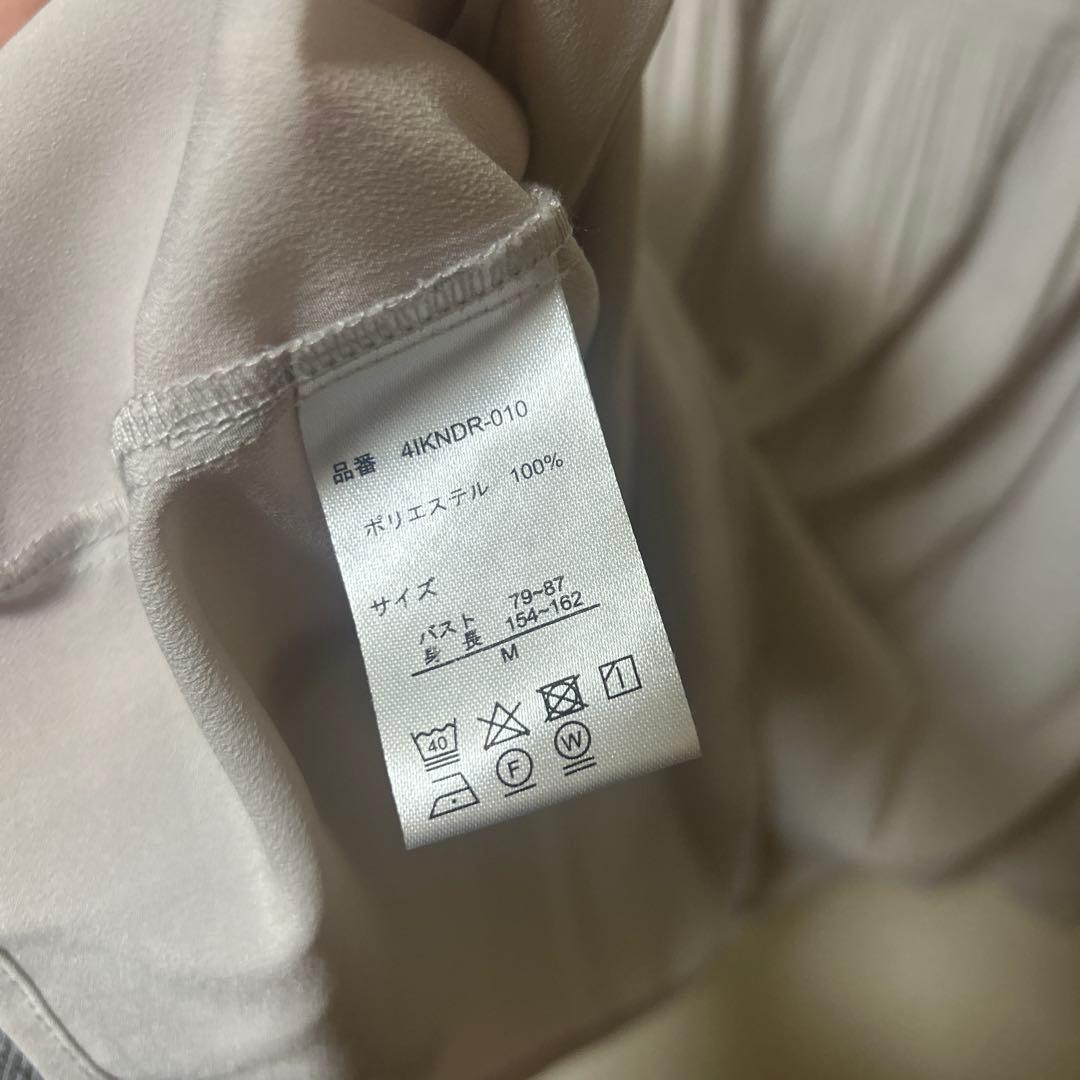 品番 4IKNDR-010
ポリエステル 100%
サイズ
バスト 79~87
身 長 154~162
M
40
F W